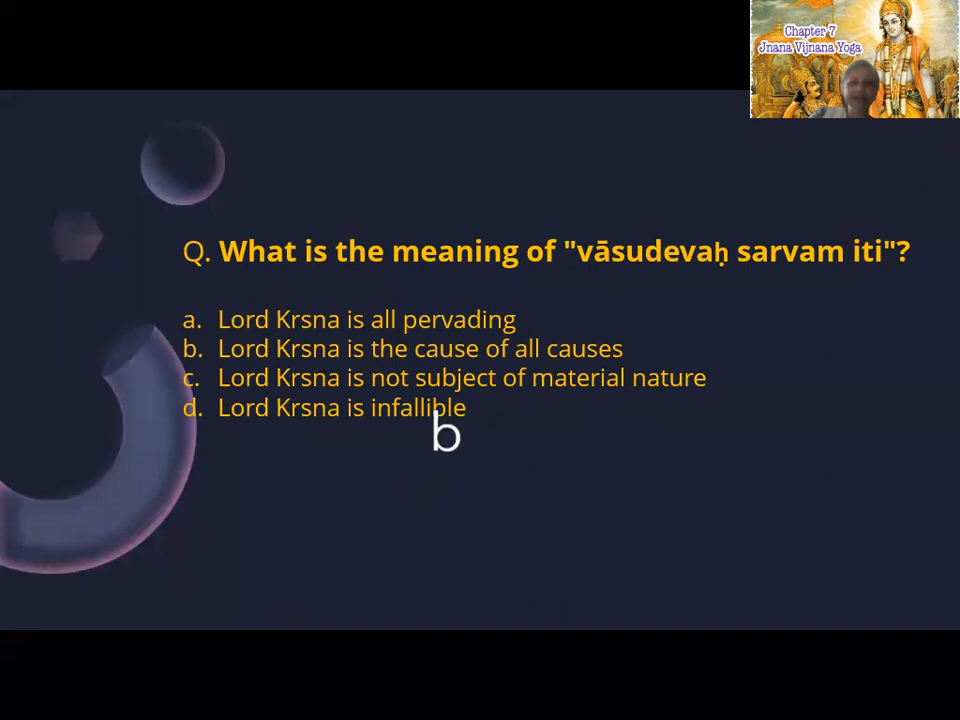 Chapter 7
Jnana Vijnana Yoga
Q. What is the meaning of "vāsudevaḥ sarvam iti"?
a. Lord Krsna is all pervading
b. Lord Krsna is the cause of all causes
c. Lord Krsna is not subject of material nature
d. Lord Krsna is infallible
b